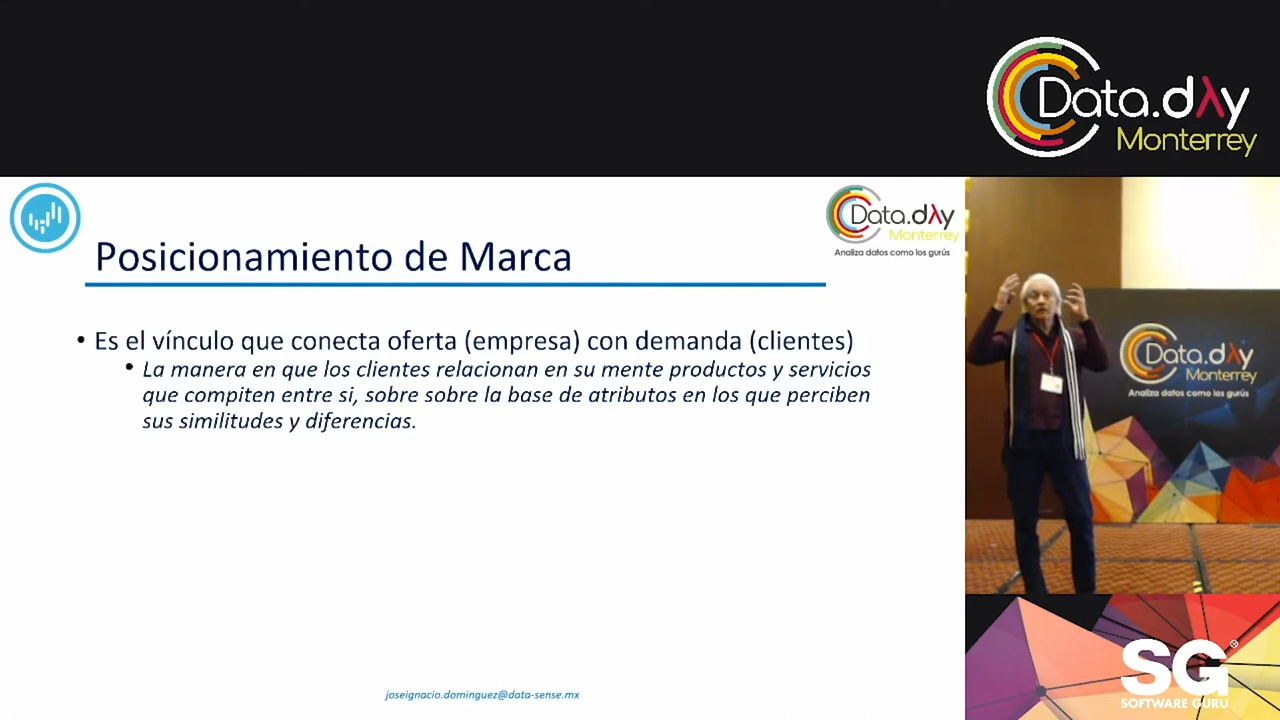 Data.dλy
Monterrey
Data.dλy
Monterrey
Analiza datos como los gurús
Posicionamiento de Marca
• Es el vínculo que conecta oferta (empresa) con demanda (clientes)
• La manera en que los clientes relacionan en su mente productos y servicios
que compiten entre si, sobre sobre la base de atributos en los que perciben
sus similitudes y diferencias.
joseignacio.dominguez@data-sense.mx
Data.dλy
Monterrey
Analiza datos como los gurús
SG
SOFTWARE GURU